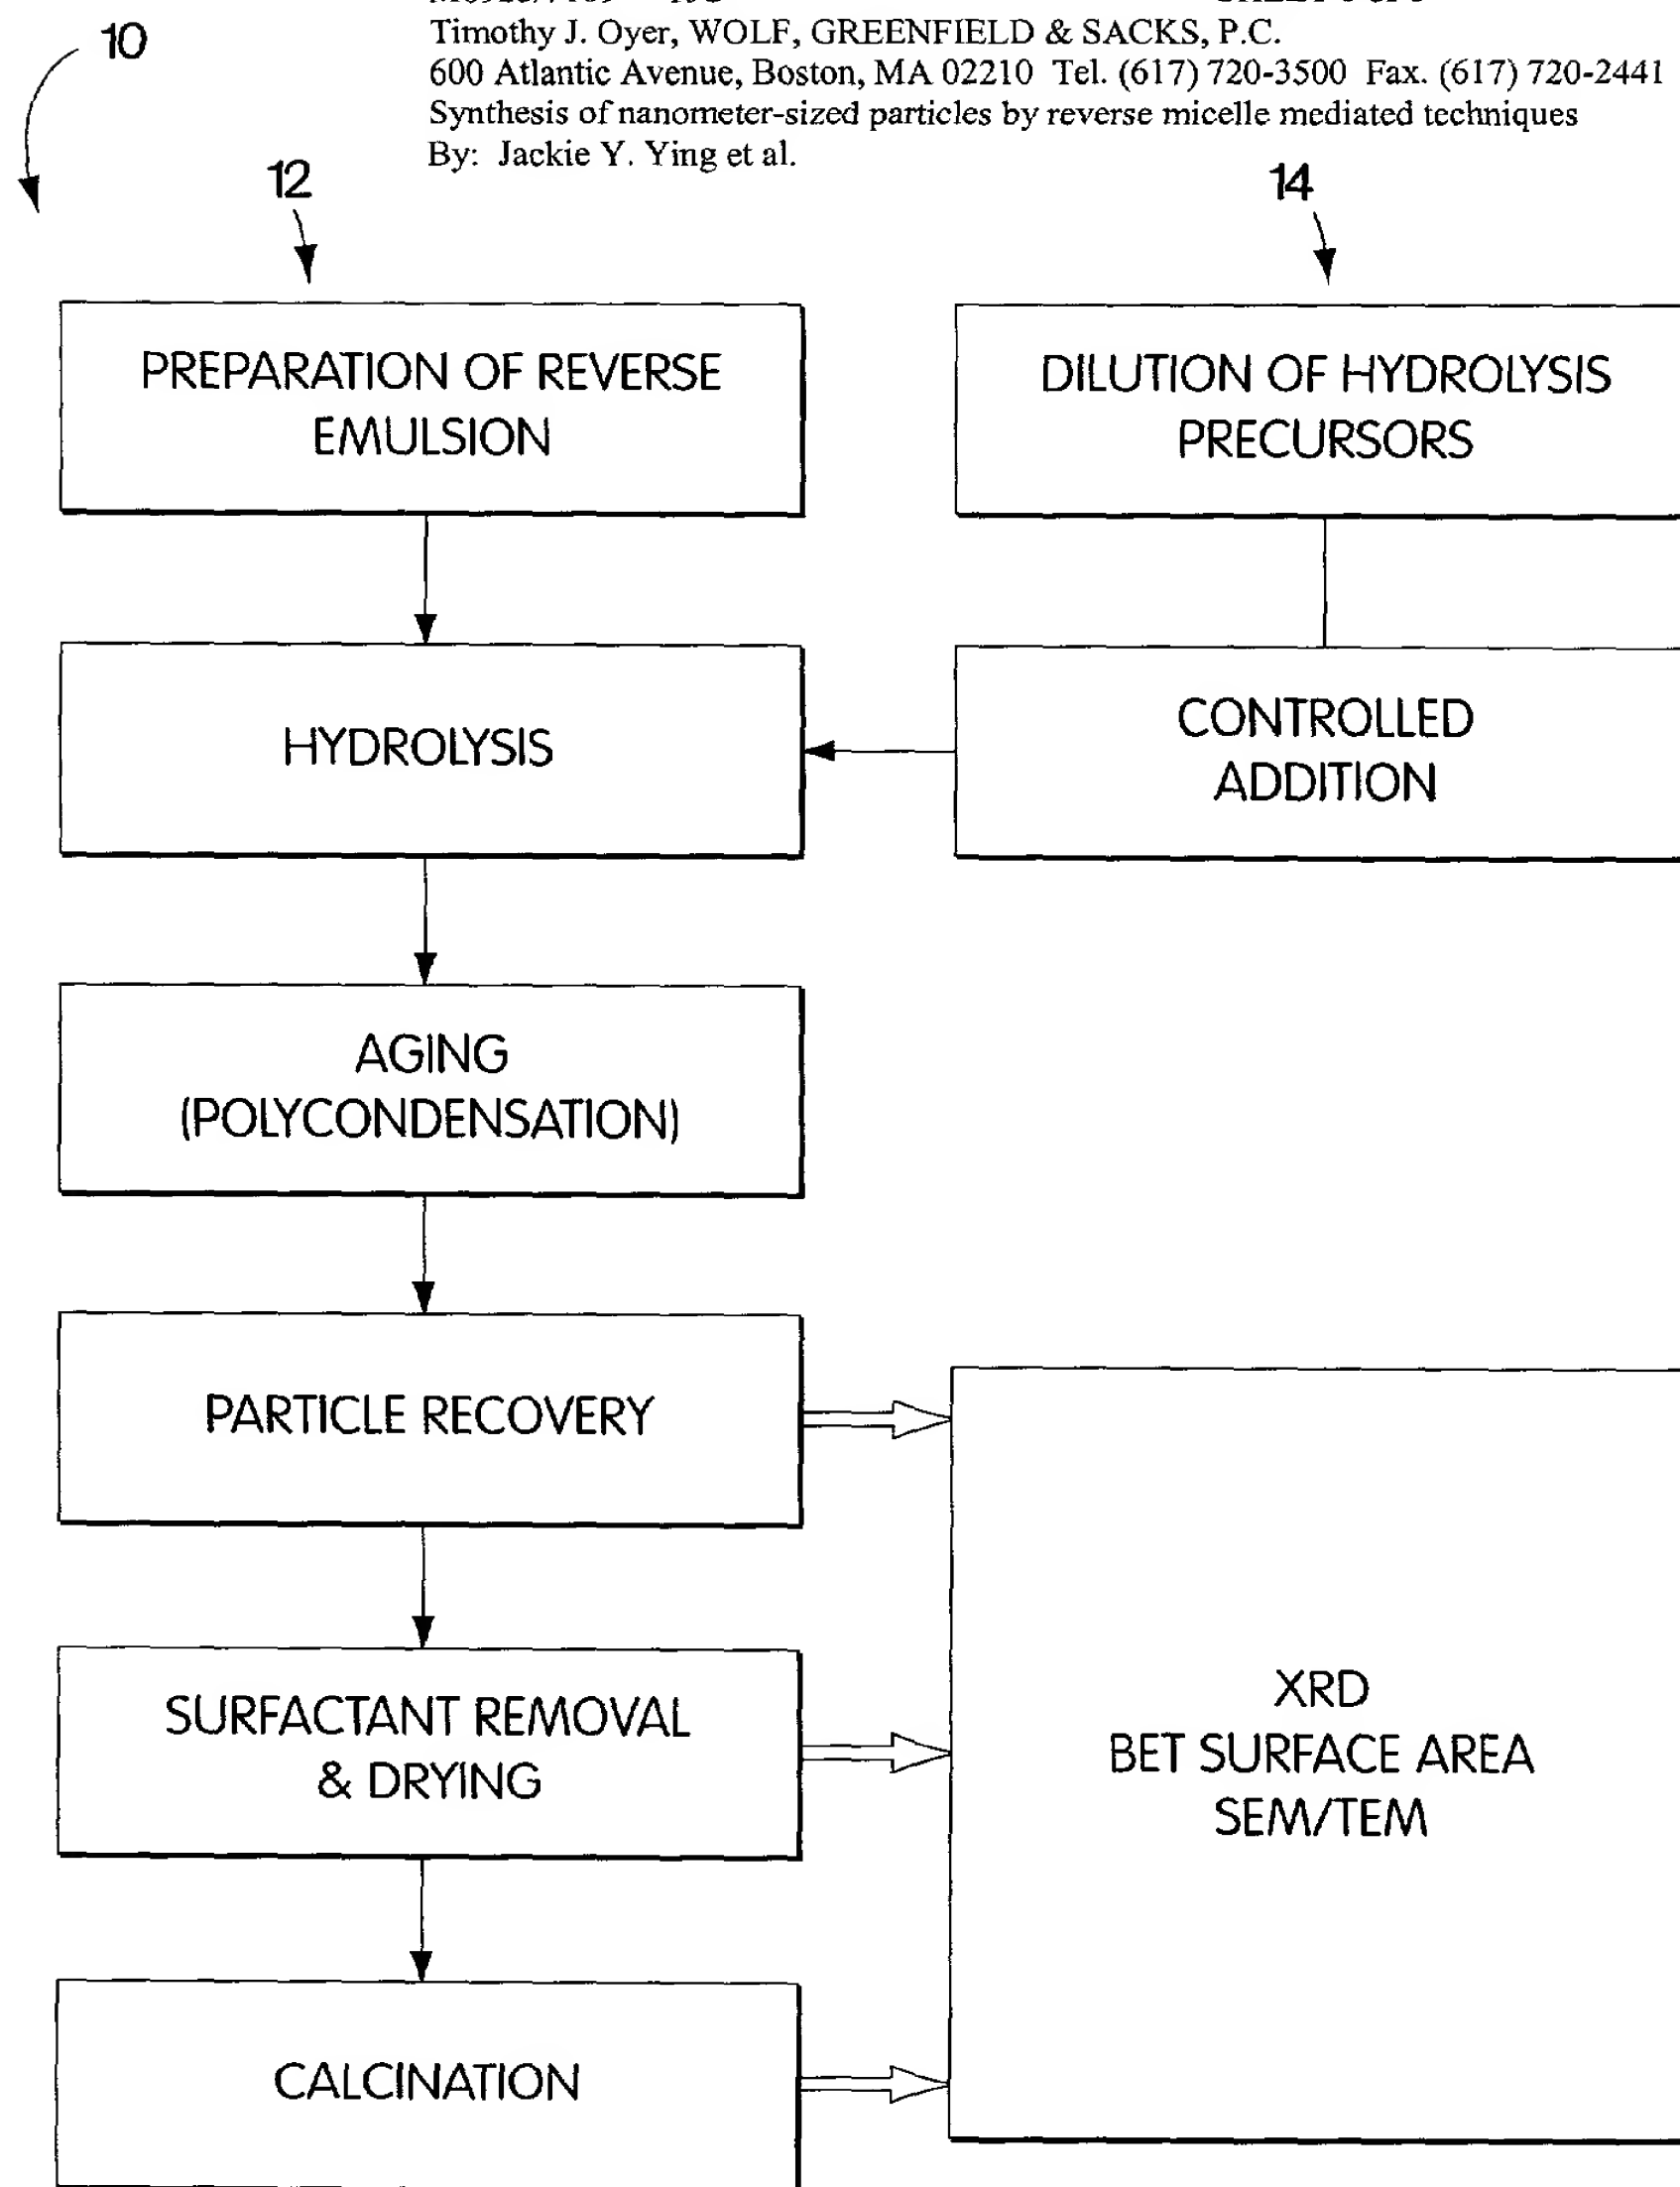 10
Timothy J. Oyer, WOLF, GREENFIELD & SACKS, P.C.
600 Atlantic Avenue, Boston, MA 02210 Tel. (617) 720-3500 Fax. (617) 720-2441
Synthesis of nanometer-sized particles by reverse micelle mediated techniques
By: Jackie Y. Ying et al.
12
14
PREPARATION OF REVERSE
EMULSION
DILUTION OF HYDROLYSIS
PRECURSORS
HYDROLYSIS
CONTROLLED
ADDITION
AGING
(POLYCONDENSATION)
PARTICLE RECOVERY
SURFACTANT REMOVAL
& DRYING
XRD
BET SURFACE AREA
SEM/TEM
CALCINATION